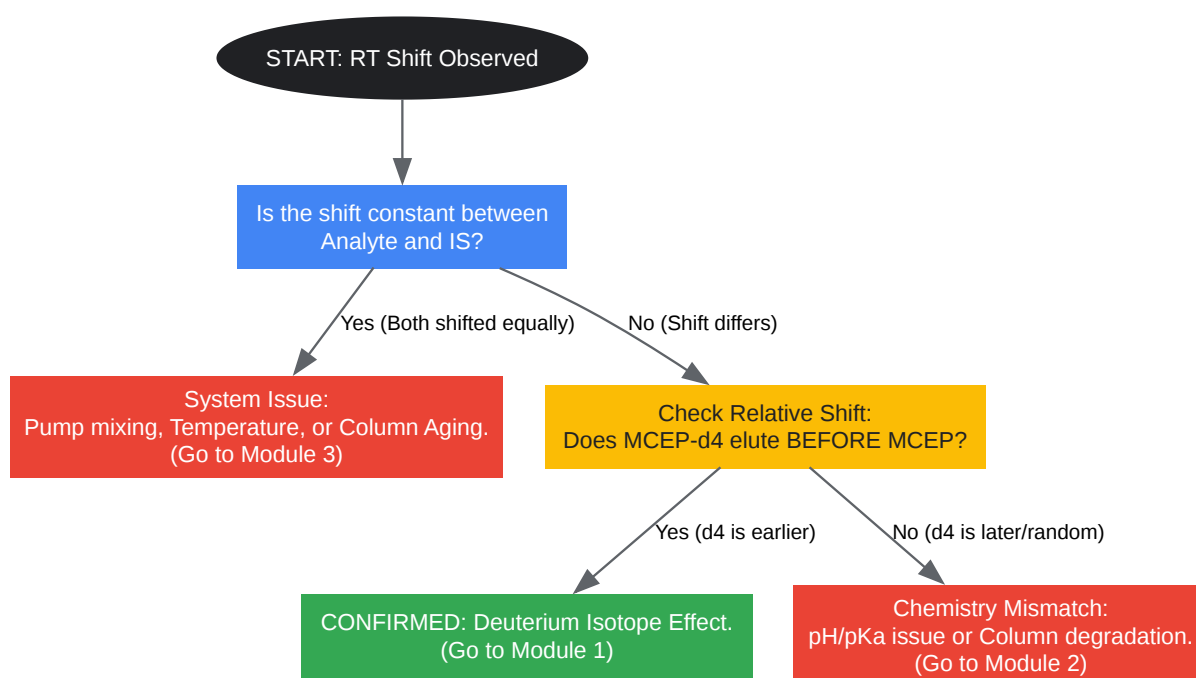 START: RT Shift Observed
Is the shift constant between
Analyte and IS?
Yes (Both shifted equally)
No (Shift differs)
System Issue:
Pump mixing, Temperature, or Column Aging.
(Go to Module 3)
Check Relative Shift:
Does MCEP-d4 elute BEFORE MCEP?
Yes (d4 is earlier)
No (d4 is later/random)
CONFIRMED: Deuterium Isotope Effect.
(Go to Module 1)
Chemistry Mismatch:
pH/pKa issue or Column degradation.
(Go to Module 2)